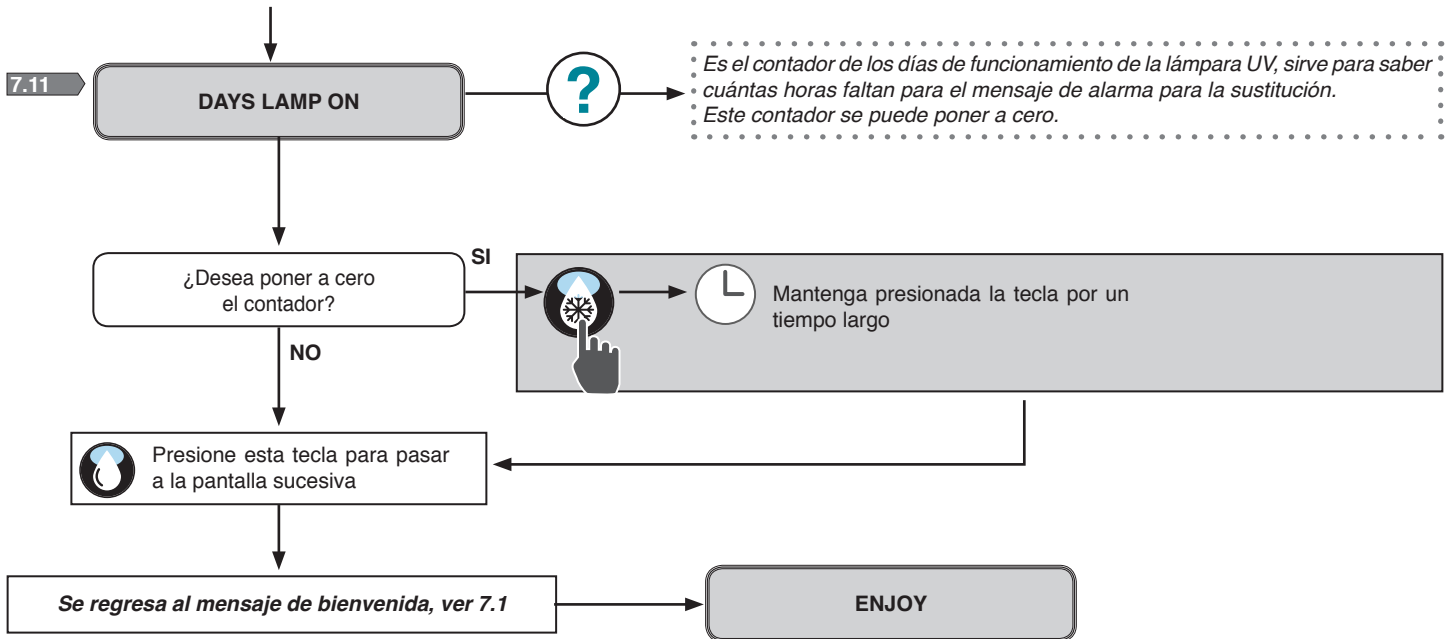 7.11
DAYS LAMP ON
?
Es el contador de los días de funcionamiento de la lámpara UV, sirve para saber
cuántas horas faltan para el mensaje de alarma para la sustitución.
Este contador se puede poner a cero.
¿Desea poner a cero
el contador?
SI
Mantenga presionada la tecla por un
tiempo largo
NO
Presione esta tecla para pasar
a la pantalla sucesiva
Se regresa al mensaje de bienvenida, ver 7.1
ENJOY